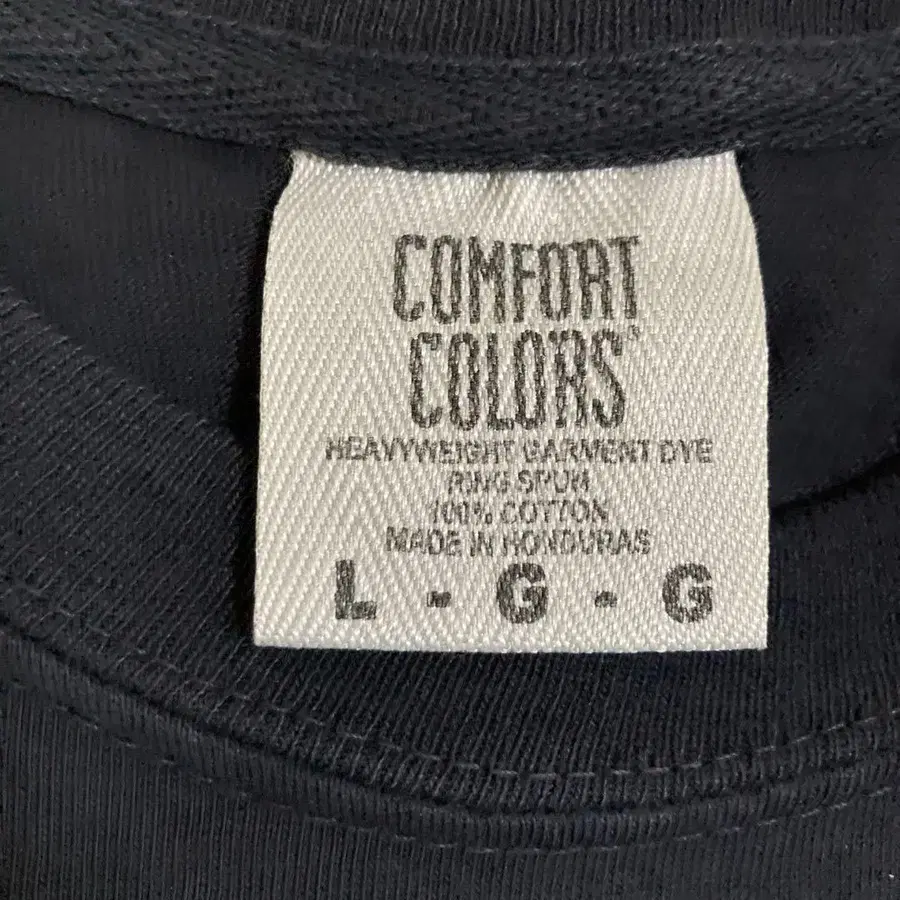 COMFORT
COLORS®
HEAVYWEIGHT GARMENT DYE
RING SPUN
100% COTTON
MADE IN HONDURAS
L - G - G